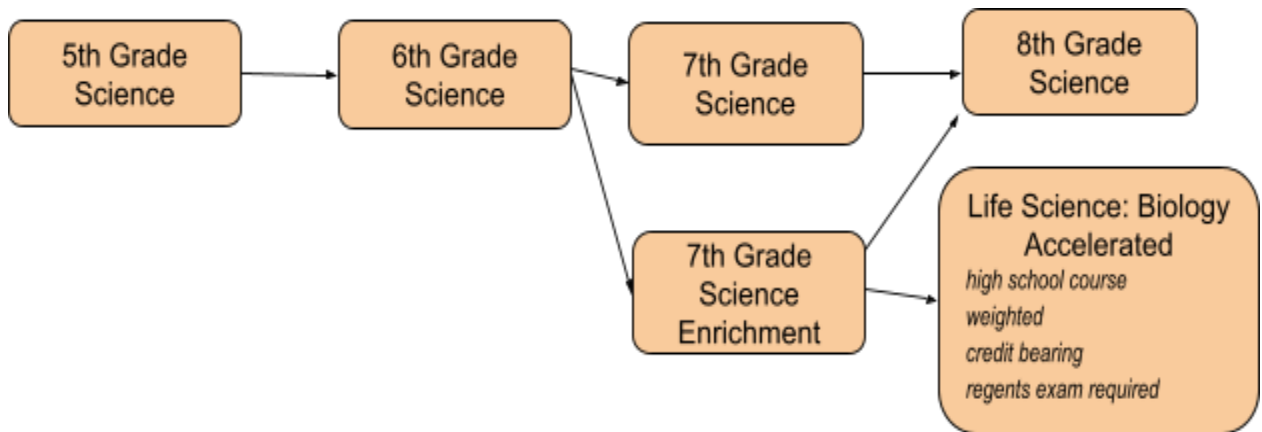 5th Grade
Science
6th Grade
Science
7th Grade
Science
8th Grade
Science
7th Grade
Science
Enrichment
Life Science: Biology
Accelerated
high school course
weighted
credit bearing
regents exam required